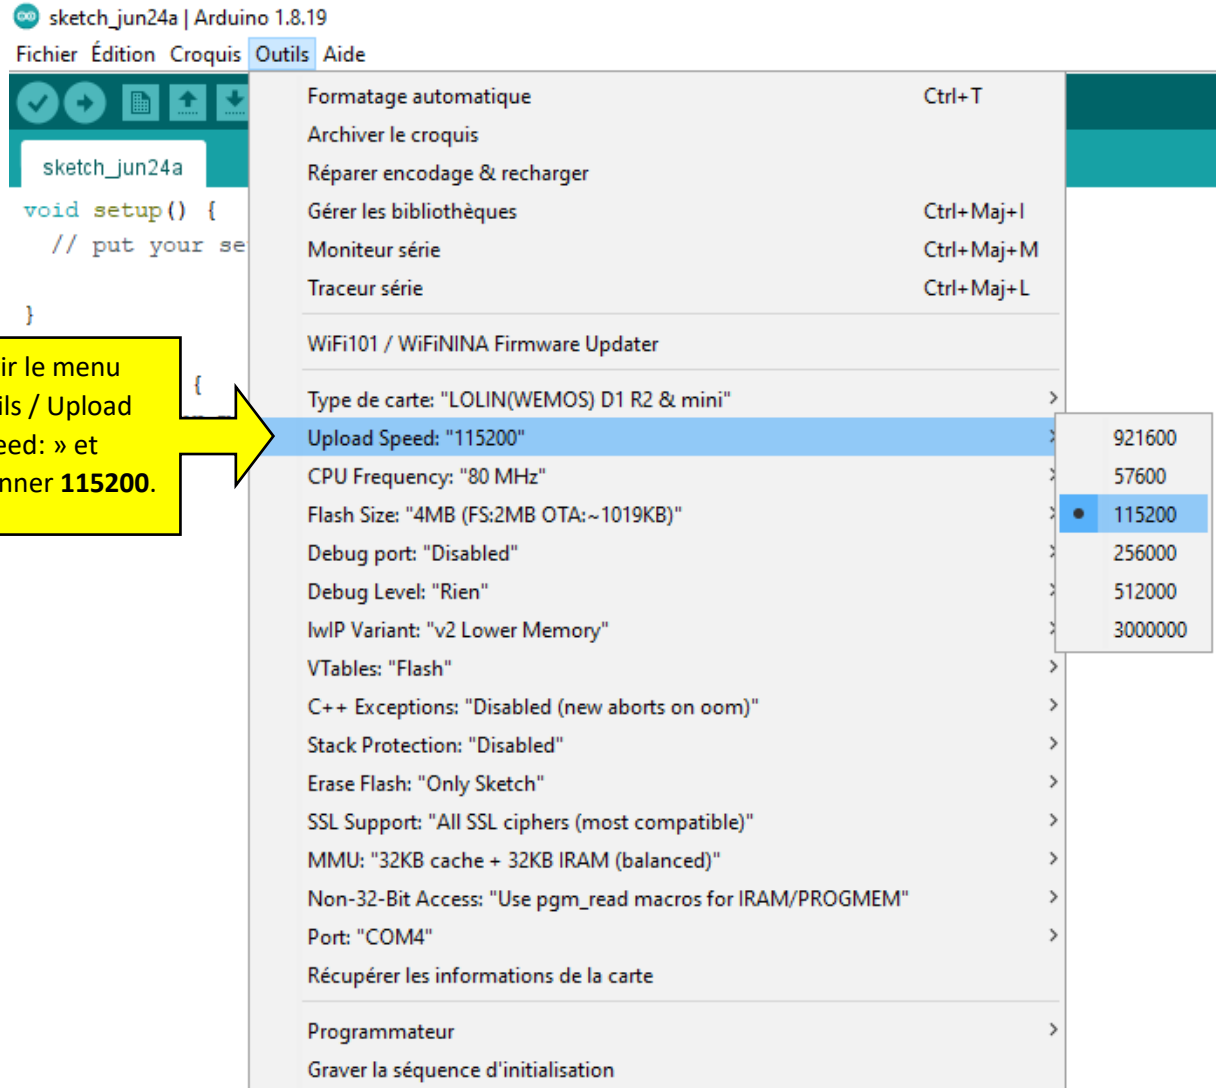 sketch_jun24a | Arduino 1.8.19
Fichier Édition Croquis Outils Aide
sketch_jun24a
void setup() {
// put your se
}
{
ir le menu
ils / Upload
eed: » et
nner 115200.
Formatage automatique Ctrl+T
Archiver le croquis
Réparer encodage & recharger
Gérer les bibliothèques Ctrl+Maj+I
Moniteur série Ctrl+Maj+M
Traceur série Ctrl+Maj+L
WiFi101 / WiFiNINA Firmware Updater
Type de carte: "LOLIN(WEMOS) D1 R2 & mini"
Upload Speed: "115200"
CPU Frequency: "80 MHz"
Flash Size: "4MB (FS:2MB OTA:~1019KB)"
Debug port: "Disabled"
Debug Level: "Rien"
lwIP Variant: "v2 Lower Memory"
VTables: "Flash"
C++ Exceptions: "Disabled (new aborts on oom)"
Stack Protection: "Disabled"
Erase Flash: "Only Sketch"
SSL Support: "All SSL ciphers (most compatible)"
MMU: "32KB cache + 32KB IRAM (balanced)"
Non-32-Bit Access: "Use pgm_read macros for IRAM/PROGMEM"
Port: "COM4"
Récupérer les informations de la carte
Programmateur
Graver la séquence d'initialisation
921600
57600
115200
256000
512000
3000000